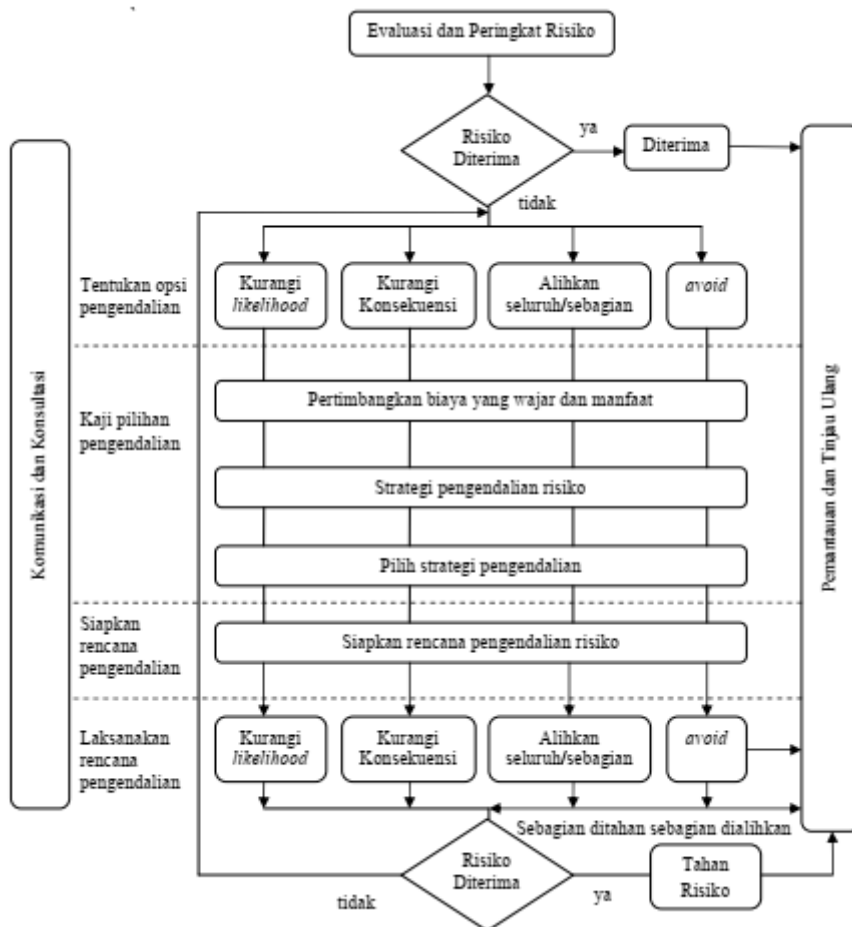 Evaluasi dan Peringkat Risiko
Risiko
Diterima
ya
Diterima
tidak
Komunikasi dan Konsultasi
Pemantauan dan Tinjau Ulang
Tentukan opsi
pengendalian
Kurangi
likelihood
Kurangi
Konsekuensi
Alihkan
seluruh/sebagian
avoid
Kaji pilihan
pengendalian
Pertimbangkan biaya yang wajar dan manfaat
Strategi pengendalian risiko
Pilih strategi pengendalian
Siapkan
rencana
pengendalian
Siapkan rencana pengendalian risiko
Laksanakan
rencana
pengendalian
Kurangi
likelihood
Kurangi
Konsekuensi
Alihkan
seluruh/sebagian
avoid
Sebagian ditahan sebagian dialihkan
Risiko
Diterima
tidak
ya
Tahan
Risiko